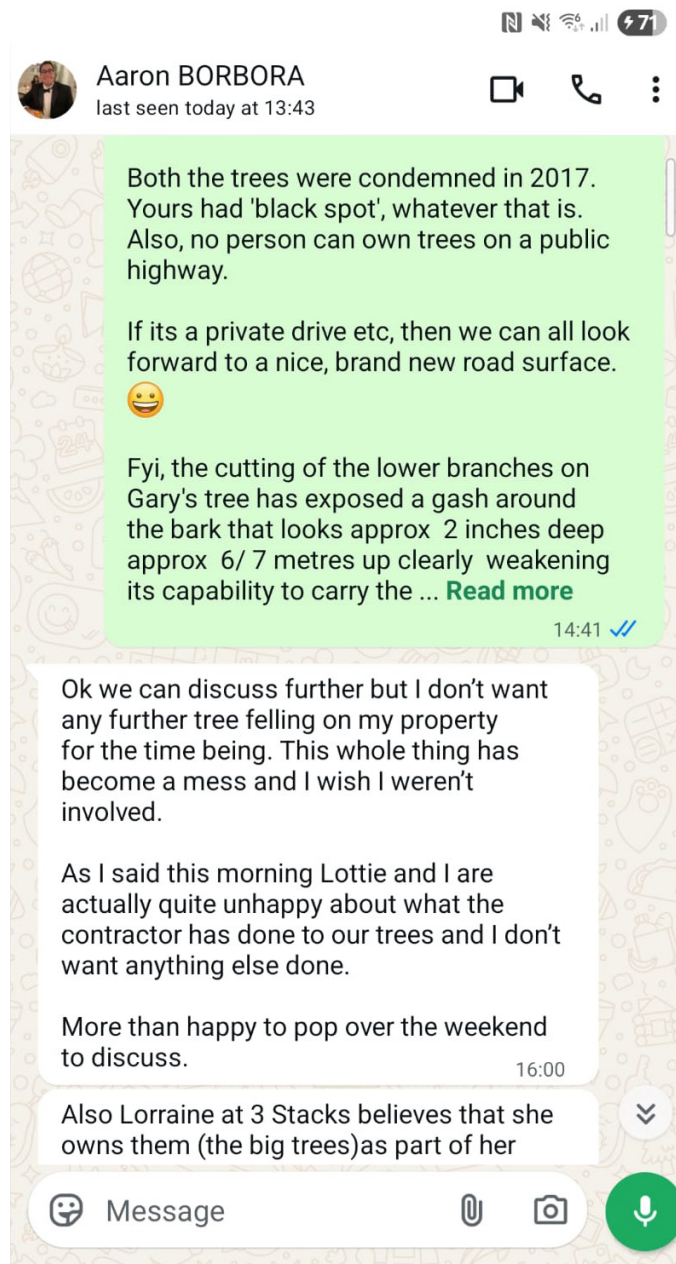 71
Aaron BORBORA
last seen today at 13:43
Both the trees were condemned in 2017.
Yours had 'black spot', whatever that is.
Also, no person can own trees on a public
highway.
If its a private drive etc, then we can all look
forward to a nice, brand new road surface.
😀
Fyi, the cutting of the lower branches on
Gary's tree has exposed a gash around
the bark that looks approx  2 inches deep
approx  6/ 7 metres up clearly  weakening
its capability to carry the ... Read more
14:41
Ok we can discuss further but I don’t want
any further tree felling on my property
for the time being. This whole thing has
become a mess and I wish I weren’t
involved.
As I said this morning Lottie and I are
actually quite unhappy about what the
contractor has done to our trees and I don’t
want anything else done.
More than happy to pop over the weekend
to discuss.
16:00
Also Lorraine at 3 Stacks believes that she
owns them (the big trees)as part of her
Message